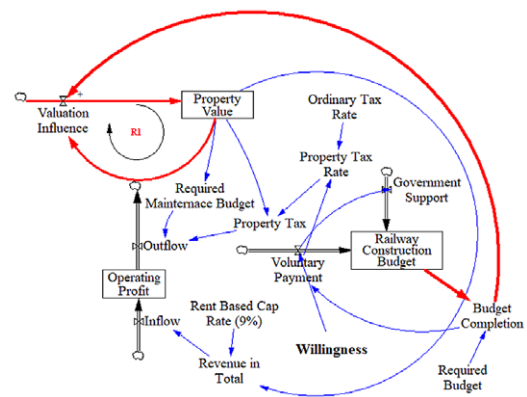 +
Valuation
Influence
R1
Property
Value
Ordinary Tax
Rate
Property Tax
Rate
Government
Support
Required
Mainternace Budget
Property Tax
Outflow
Voluntary
Payment
Railway
Construction
Budget
Operating
Profit
Inflow
Rent Based Cap
Rate (9%)
Revenue in
Total
Willingness
Budget
Completion
Required
Budget